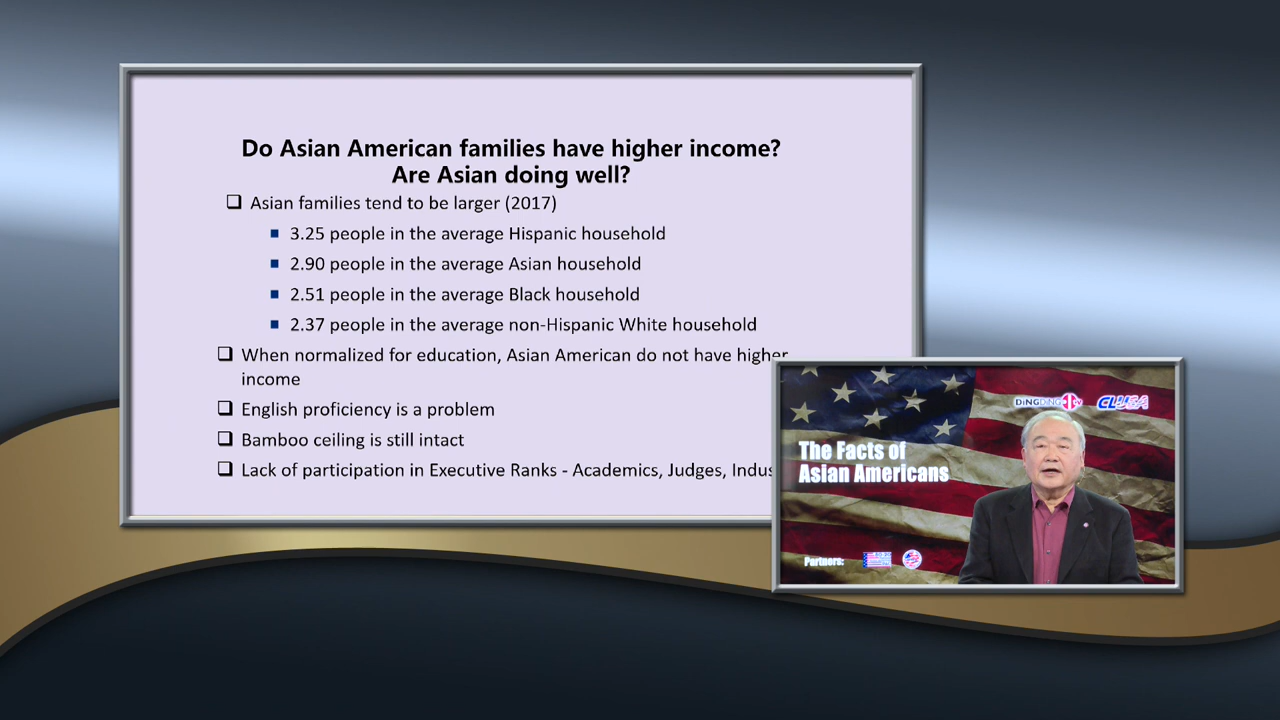 Do Asian American families have higher income?
Are Asian doing well?
Asian families tend to be larger (2017)
3.25 people in the average Hispanic household
2.90 people in the average Asian household
2.51 people in the average Black household
2.37 people in the average non-Hispanic White household
When normalized for education, Asian American do not have higher
income
English proficiency is a problem
Bamboo ceiling is still intact
Lack of participation in Executive Ranks - Academics, Judges, Indus
DiNGDiNG TV CLUSA
The Facts of
Asian Americans
Partners: